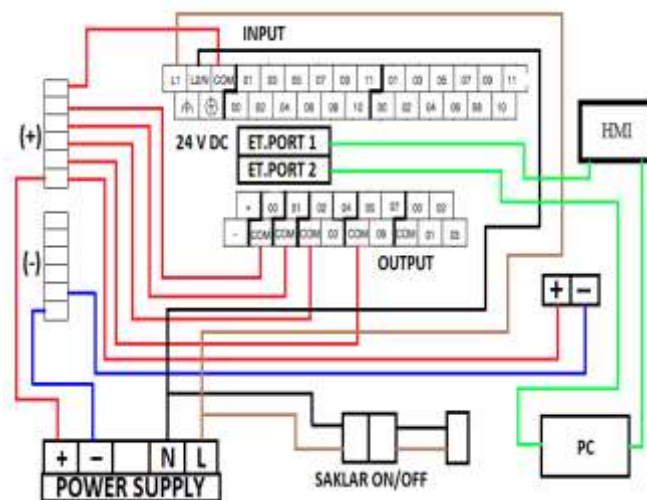 INPUT
L1 L2/N COM 01 03 05 07 09 11 01 03 05 07 09 11
00 02 04 06 08 10 00 02 04 06 08 10
(+)
24 V DC
ET.PORT 1
ET.PORT 2
HMI
+ 00 01 02 04 05 07 00 02
- COM COM COM 03 COM 06 COM 01 03
OUTPUT
(-)
+ -
+ - N L
POWER SUPPLY
SAKLAR ON/OFF
PC